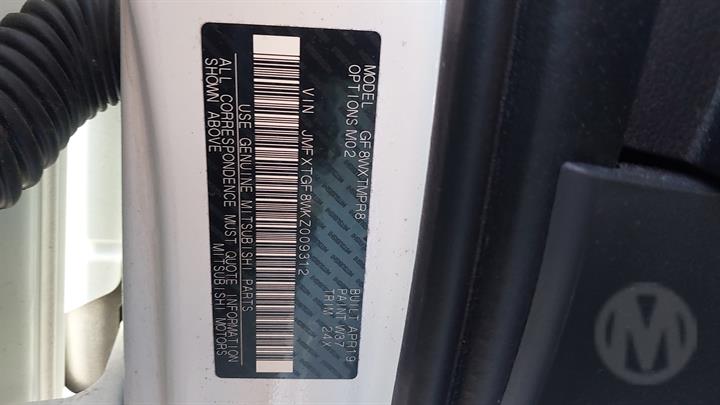 MODEL GF8WXTMPR8 BUILT APR19
OPTIONS M02 PAINT W37
TRIM 24X
VIN JMFXTGF8WKZ009312
USE GENUINE MITSUBISHI PARTS
ALL CORRESPONDENCE MUST QUOTE INFORMATION
SHOWN ABOVE MITSUBISHI MOTORS
M